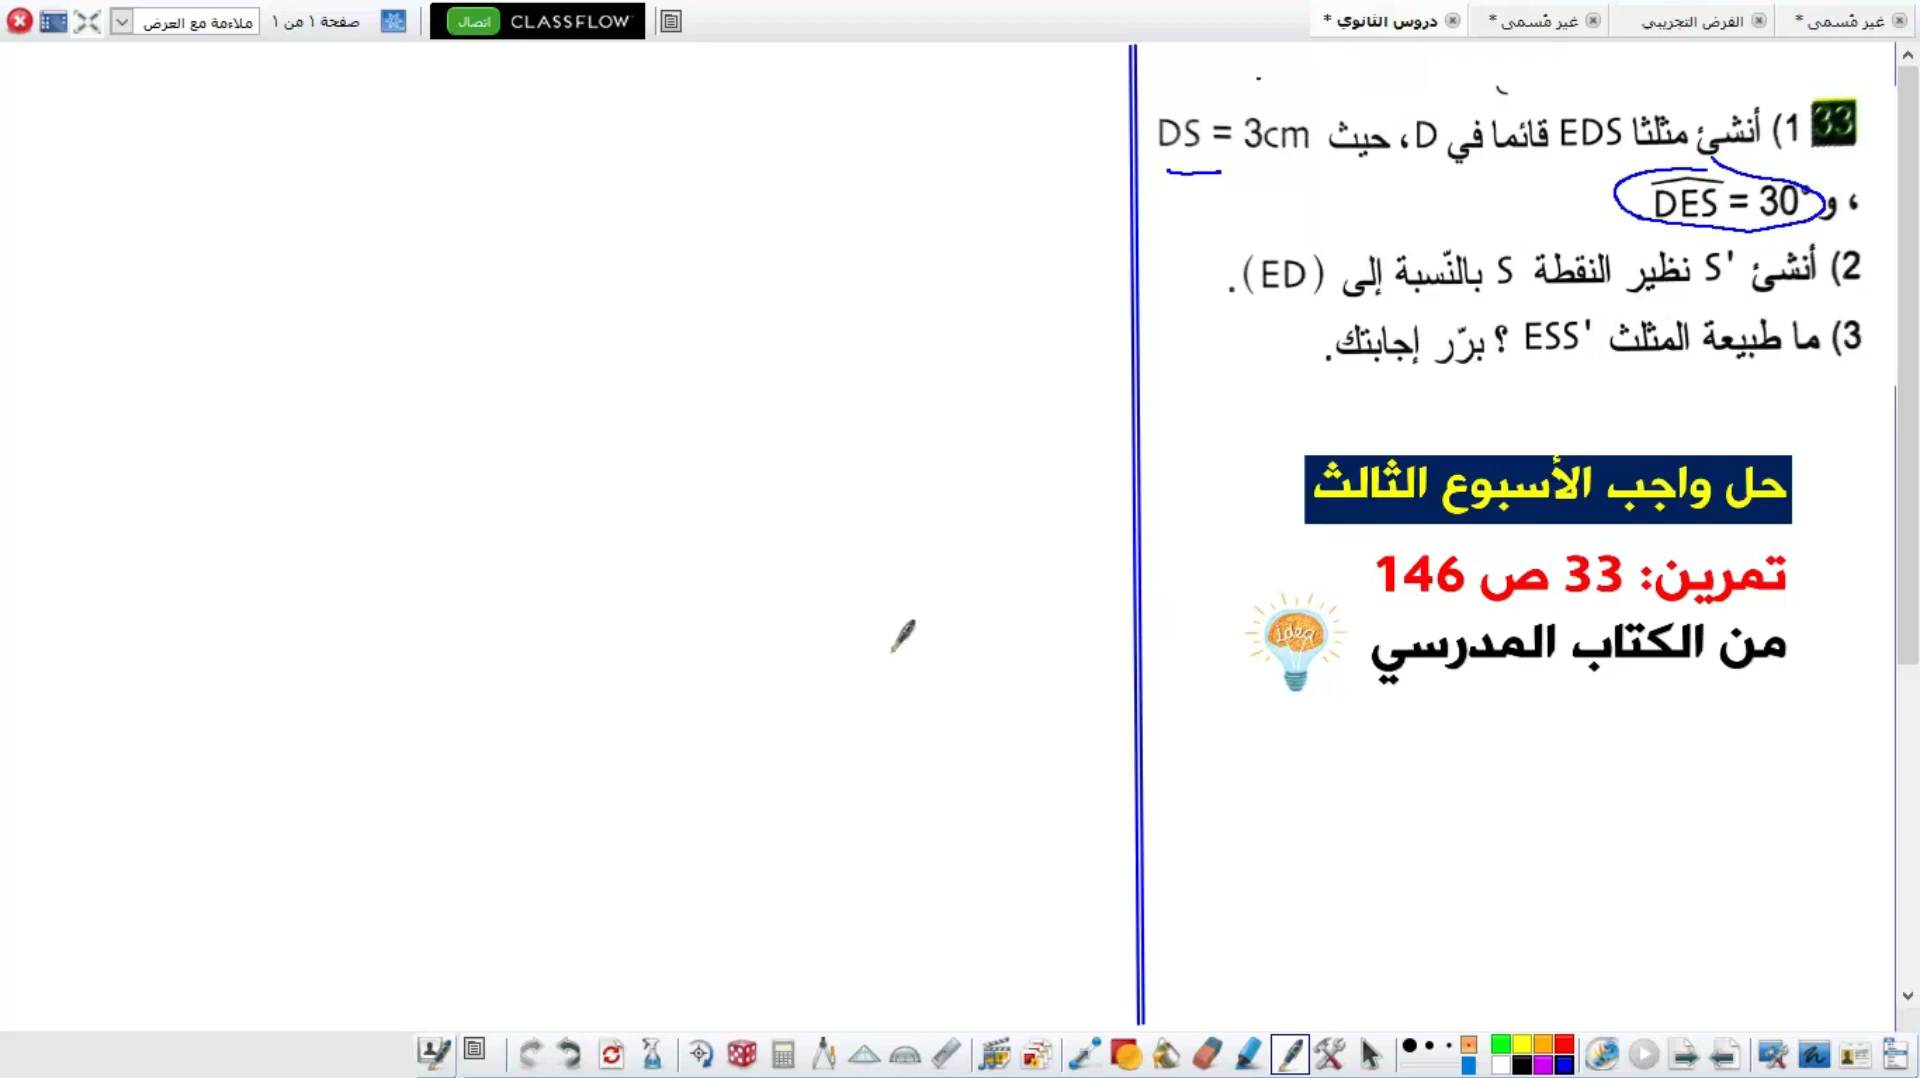 ملاءمة مع العرض
صفحة ١ من ١
اتصال CLASSFLOW
دروس الثانوي *
غير مُسمى *
الفرض التجريبي
غير مُسمى *
33 1) أنشئ مثلثا EDS قائما في D، حيث DS = 3cm
، و DES = 30°
2) أنشئ S' نظير النقطة S بالنّسبة إلى (ED).
3) ما طبيعة المثلث ESS' ؟ برّر إجابتك.
حل واجب الأسبوع الثالث
تمرين: 33 ص 146
idea
من الكتاب المدرسي